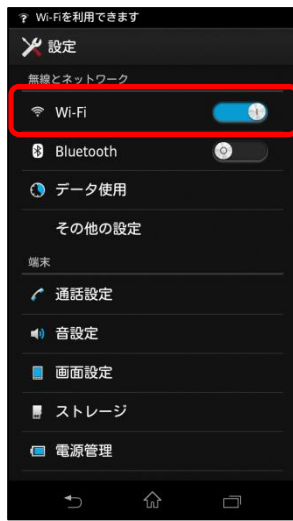 Wi-Fiを利用できます
設定
無線とネットワーク
Wi-Fi
Bluetooth
データ使用
その他の設定
端末
通話設定
音設定
画面設定
ストレージ
電源管理